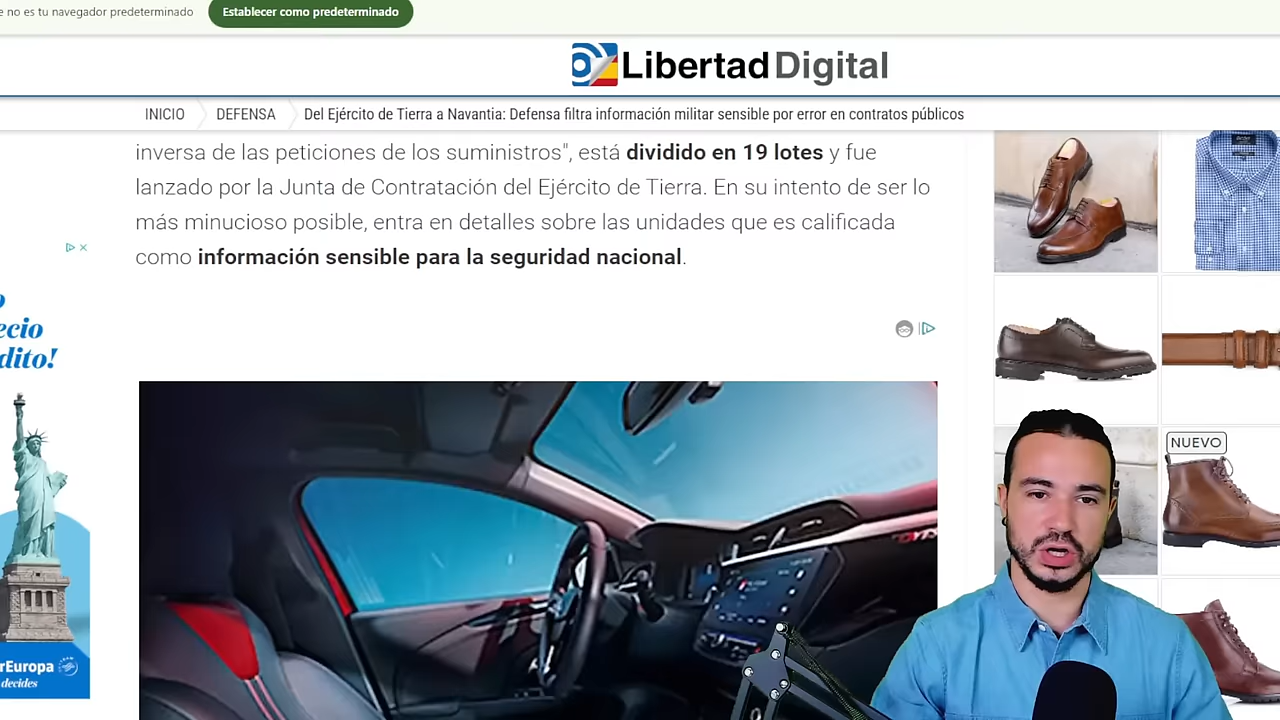 no es tu navegador predeterminado
Establecer como predeterminado
Libertad Digital
INICIO
DEFENSA
Del Ejército de Tierra a Navantia: Defensa filtra información militar sensible por error en contratos públicos
inversa de las peticiones de los suministros", está dividido en 19 lotes y fue
lanzado por la Junta de Contratación del Ejército de Tierra. En su intento de ser lo
más minucioso posible, entra en detalles sobre las unidades que es calificada
como información sensible para la seguridad nacional.
ecio
dito!
rEuropa
decides
NUEVO